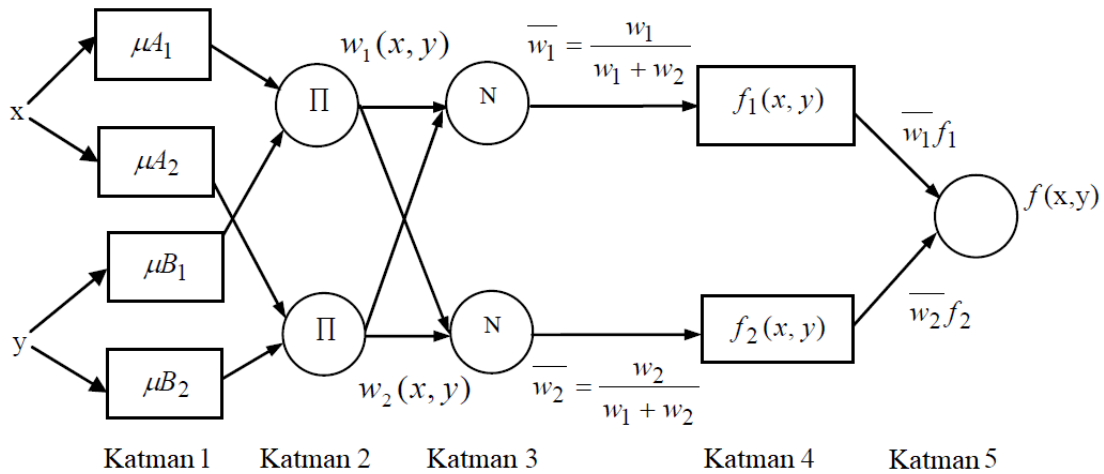 x
y
μA₁
μA₂
μB₁
μB₂
∏
∏
w₁(x, y)
w₂(x, y)
N
N
w̅₁ = w₁ / (w₁ + w₂)
w̅₂ = w₂ / (w₁ + w₂)
f₁(x, y)
f₂(x, y)
w̅₁f₁
w̅₂f₂
f(x,y)
Katman 1 Katman 2 Katman 3 Katman 4 Katman 5